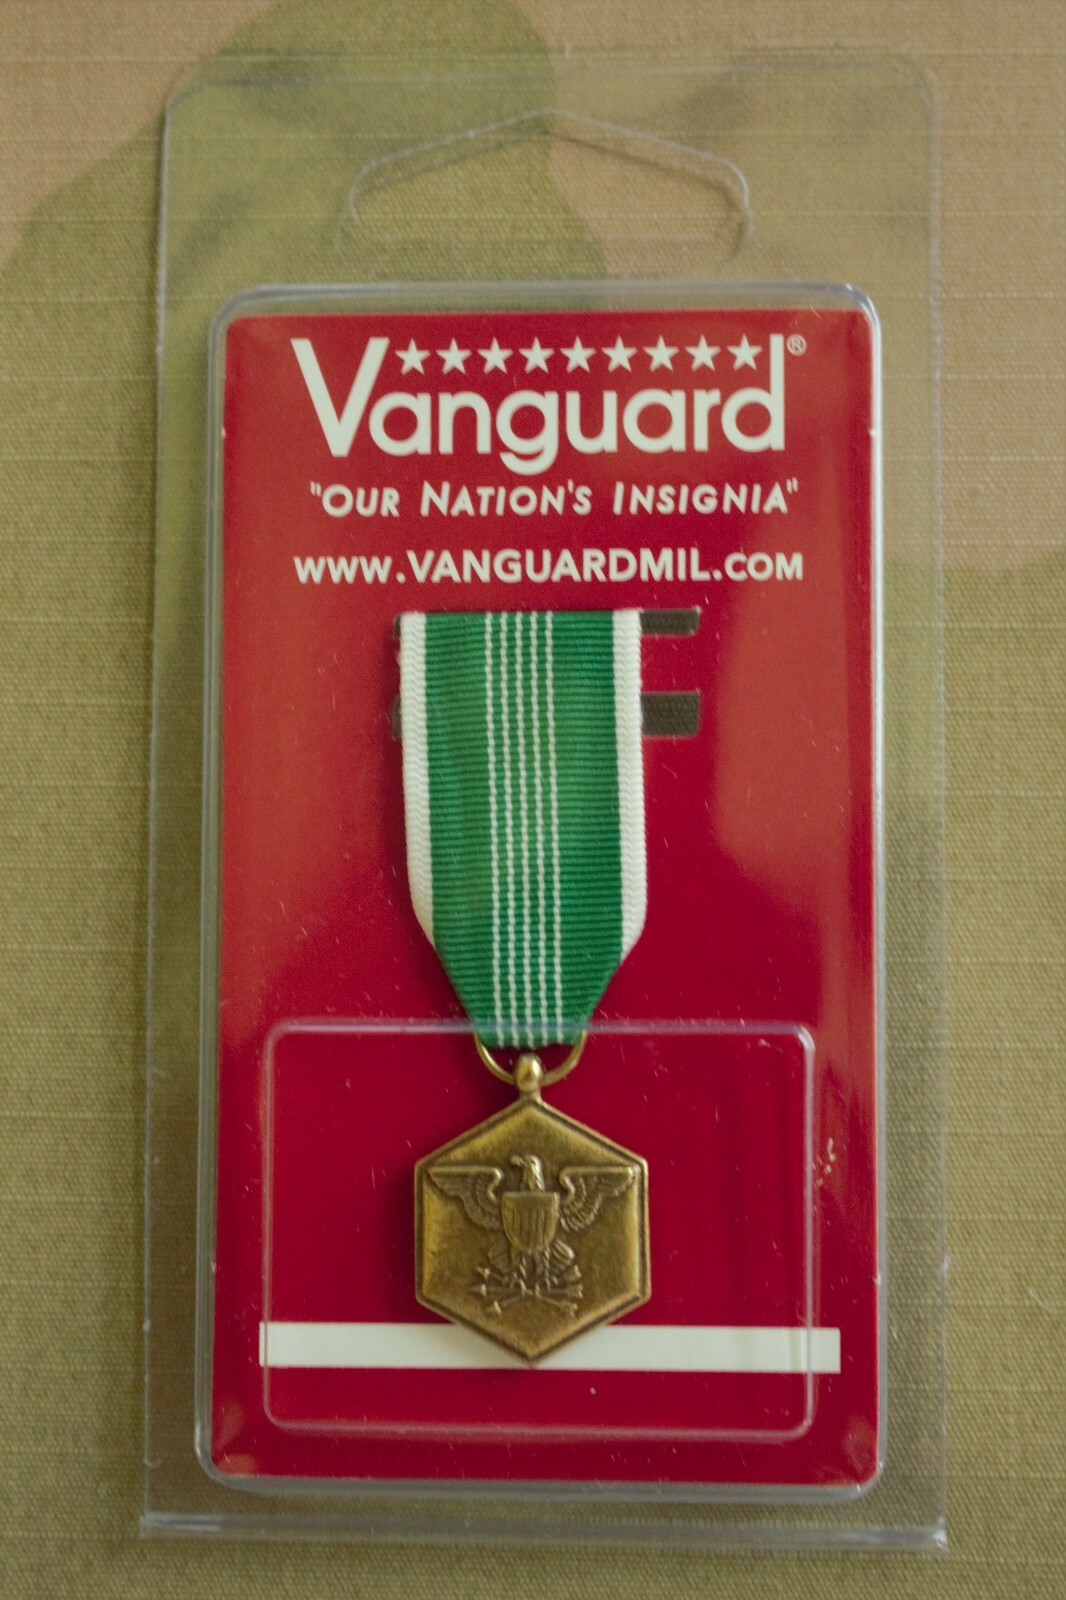 Vanguard®
"OUR NATION'S INSIGNIA"
WWW.VANGUARDMIL.COM